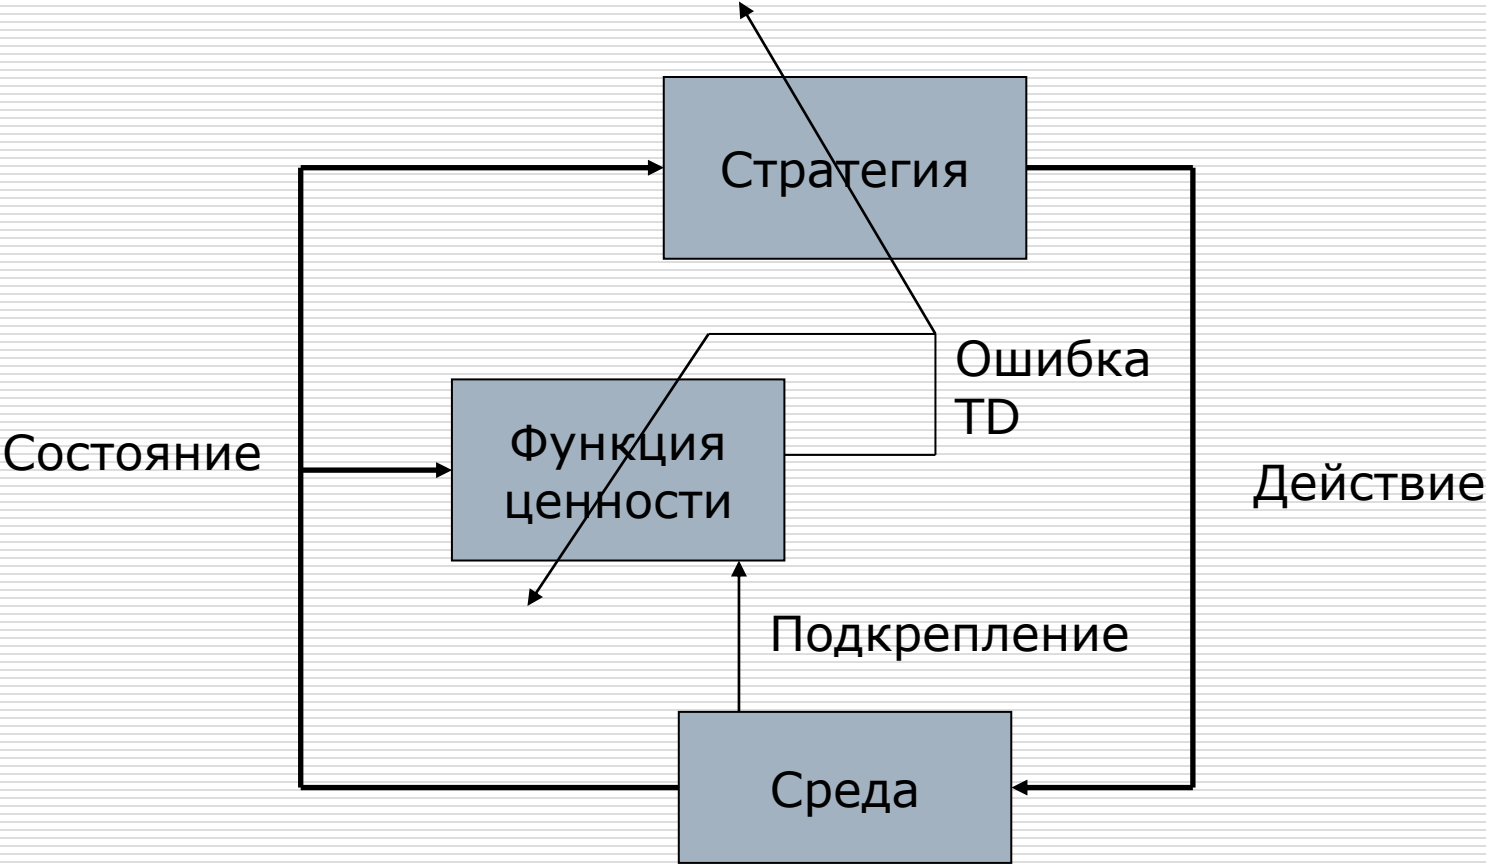 Стратегия
Ошибка
TD
Функция
ценности
Состояние
Действие
Подкрепление
Среда